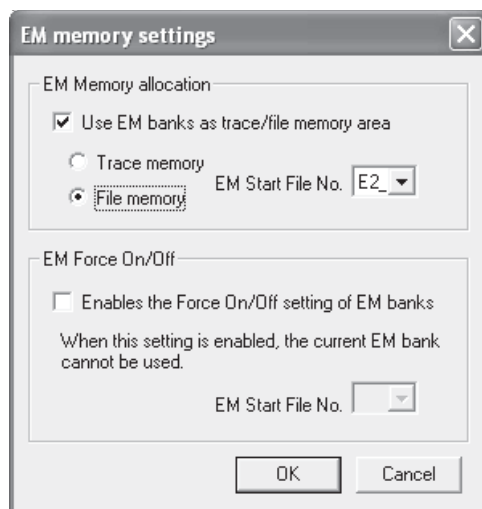 EM memory settings
EM Memory allocation
Use EM banks as trace/file memory area
Trace memory
File memory
EM Start File No.
E2_
EM Force On/Off
Enables the Force On/Off setting of EM banks
When this setting is enabled, the current EM bank
cannot be used.
EM Start File No.
OK
Cancel